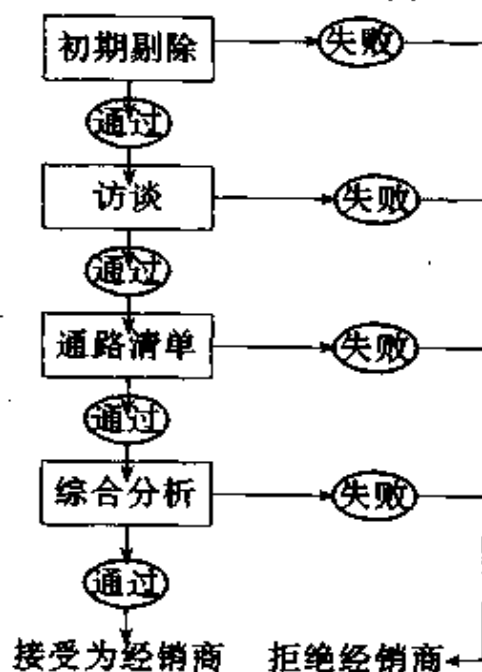 初期剔除 失败
通过
访谈 失败
通过
通路清单 失败
通过
综合分析 失败
通过
接受为经销商 拒绝经销商